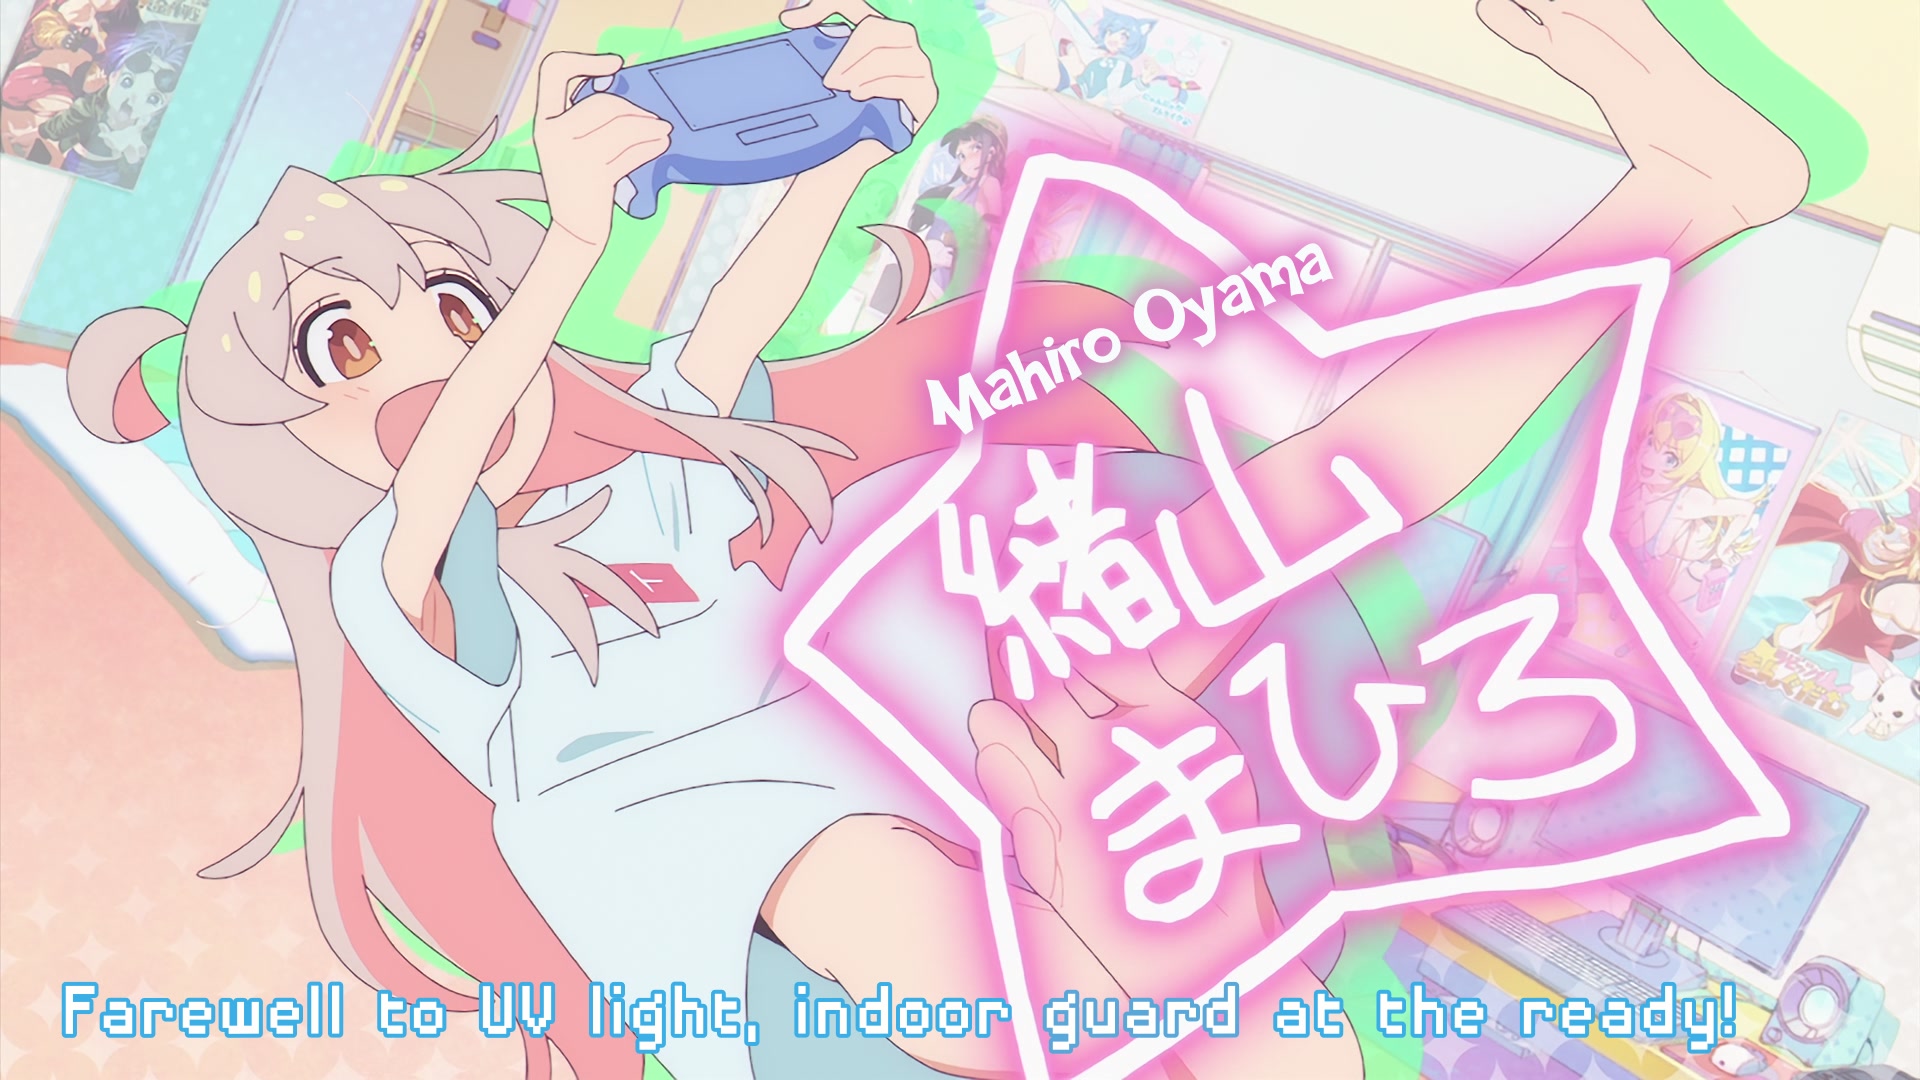 Mahiro Oyama
緒山
まひろ
Farewell to UV light, indoor guard at the ready!